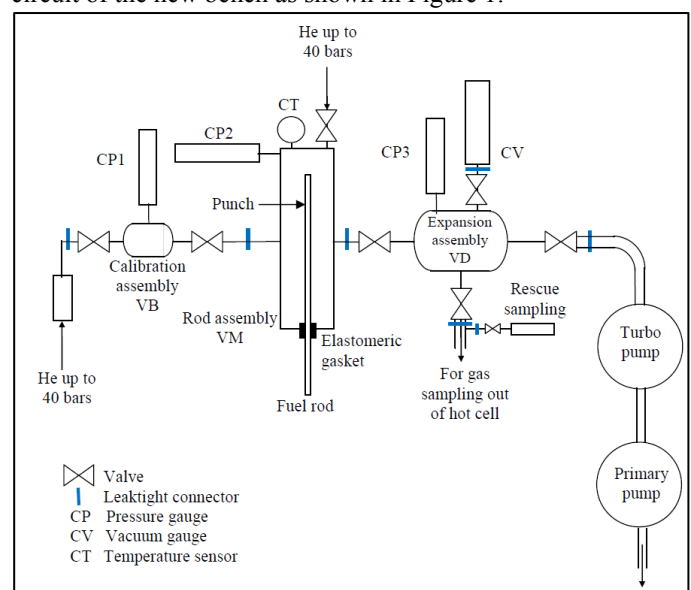 circuit of the new bench as shown in Figure 1.
He up to
40 bars
CT
CP2
CP1
CP3
CV
Punch
Expansion
assembly
VD
Calibration
assembly
VB
Rod assembly
VM
Elastomeric
gasket
Rescue
sampling
Turbo
pump
He up to
40 bars
For gas
sampling out
of hot cell
Fuel rod
Primary
pump
Valve
Leaktight connector
CP Pressure gauge
CV Vacuum gauge
CT Temperature sensor